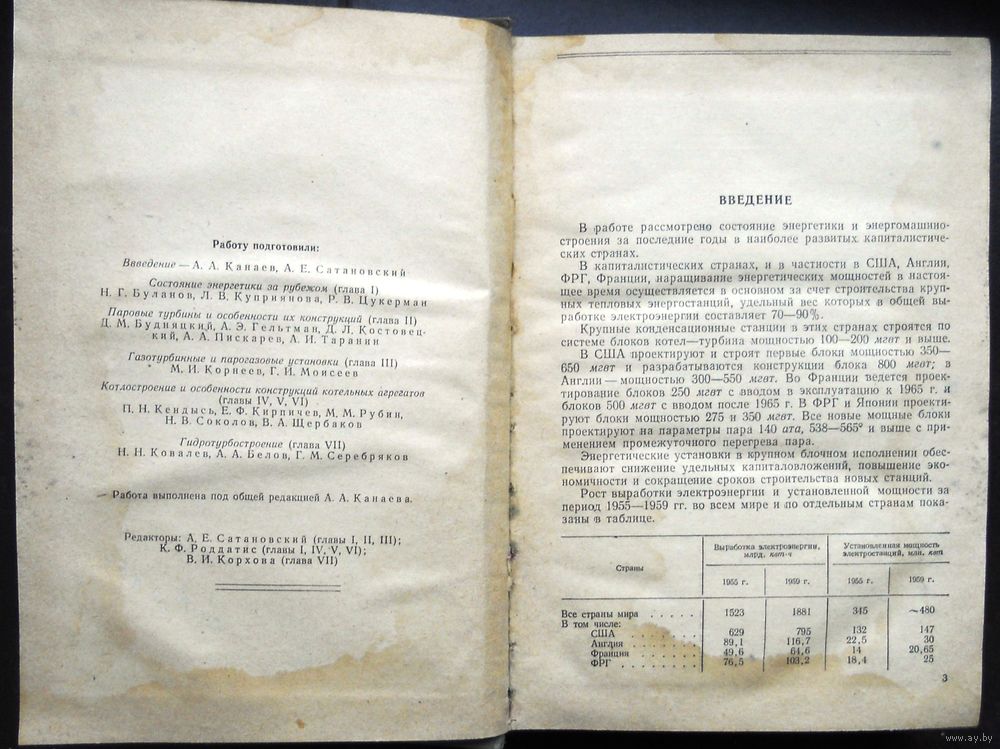 Работу подготовили:
Введение — А. А. Канаев, А. Е. Сатановский
Состояние энергетики за рубежом (глава I)
Н. Г. Буланов, Л. В. Куприянова, Р. В. Цукерман
Паровые турбины и особенности их конструкций (глава II)
Д. М. Будняцкий, А. Э. Гельтман, Д. Л. Костовец-
кий, А. А. Пискарев, А. И. Таранин
Газотурбинные и парогазовые установки (глава III)
М. И. Корнеев, Г. И. Моисеев
Котлостроение и особенности конструкций котельных агрегатов
(главы IV, V, VI)
П. Н. Кендысь, Е. Ф. Кирпичев, М. М. Рубин,
Н. В. Соколов, В. А. Щербаков
Гидротурбостроение (глава VII)
Н. Н. Ковалев, А. А. Белов, Г. М. Серебряков
Работа выполнена под общей редакцией А. А. Канаева.
Редакторы: А. Е. Сатановский (главы I, II, III);
К. Ф. Роддатис (главы I, IV, V, VI);
В. И. Корхова (глава VII)
ВВЕДЕНИЕ
В работе рассмотрено состояние энергетики и энергомашино-
строения за последние годы в наиболее развитых капиталистиче-
ских странах.
В капиталистических странах, и в частности в США, Англии,
ФРГ, Франции, наращивание энергетических мощностей в настоя-
щее время осуществляется в основном за счет строительства круп-
ных тепловых энергостанций, удельный вес которых в общей вы-
работке электроэнергии составляет 70—90%.
Крупные конденсационные станции в этих странах строятся по
системе блоков котел—турбина мощностью 100—200 мгвт и выше.
В США проектируют и строят первые блоки мощностью 350—
650 мгвт и разрабатываются конструкции блока 800 мгвт; в
Англии — мощностью 300—550 мгвт. Во Франции ведется проек-
тирование блоков 250 мгвт с вводом в эксплуатацию к 1965 г. и
блоков 500 мгвт с вводом после 1965 г. В ФРГ и Японии проекти-
руют блоки мощностью 275 и 350 мгвт. Все новые мощные блоки
проектируют на параметры пара 140 ата, 538—565° и выше с при-
менением промежуточного перегрева пара.
Энергетические установки в крупном блочном исполнении обес-
печивают снижение удельных капиталовложений, повышение эко-
номичности и сокращение сроков строительства новых станций.
Рост выработки электроэнергии и установленной мощности за
период 1955—1959 гг. во всем мире и по отдельным странам пока-
заны в таблице.
Страны Выработка электроэнергии, млрд. квт-ч Установленная мощность электростанций, млн. квт
1955 г. 1959 г. 1955 г. 1959 г.
Все страны мира . . . . . 1523 1881 345 ~480
В том числе:
США . . . . . . . 629 795 132 147
Англия . . . . . . 89,1 116,7 22,5 30
Франция . . . . . . 49,6 64,6 14 20,65
ФРГ . . . . . . . 76,5 103,2 18,4 25
3
© www.ay.by